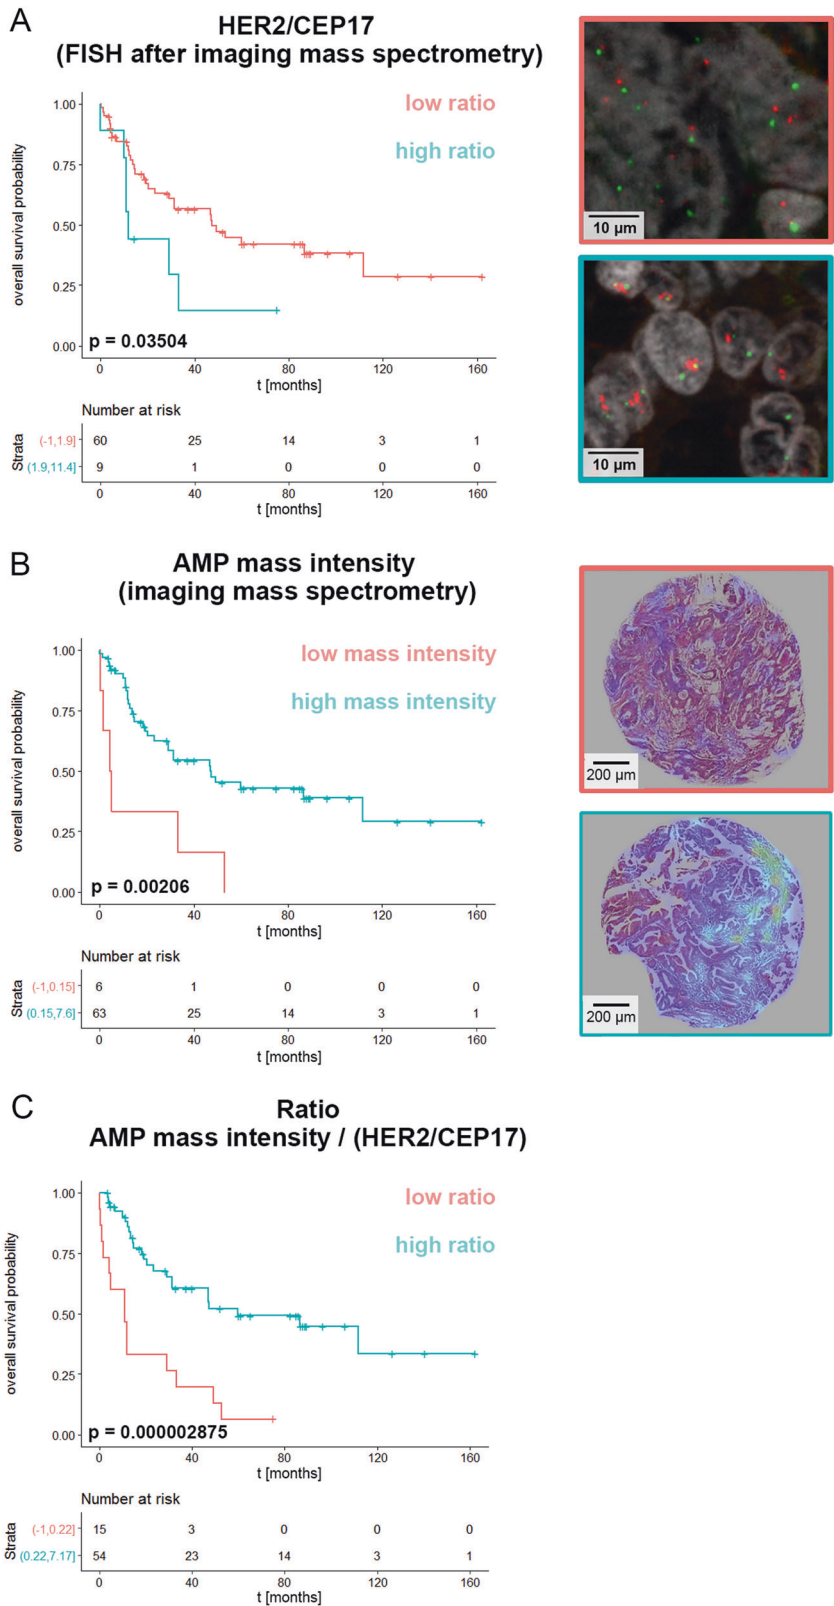 A
HER2/CEP17
(FISH after imaging mass spectrometry)
low ratio
high ratio
overall survival probability
1.00
0.75
0.50
0.25
0.00
p = 0.03504
0 40 80 120 160
t [months]
Number at risk
Strata
(-1,1.9] 60 25 14 3 1
(1.9,11.4] 9 1 0 0 0
0 40 80 120 160
t [months]
10 µm
10 µm
B
AMP mass intensity
(imaging mass spectrometry)
low mass intensity
high mass intensity
overall survival probability
1.00
0.75
0.50
0.25
0.00
p = 0.00206
0 40 80 120 160
t [months]
Number at risk
Strata
(-1,0.15] 6 1 0 0 0
(0.15,7.6] 63 25 14 3 1
0 40 80 120 160
t [months]
200 µm
200 µm
C
Ratio
AMP mass intensity / (HER2/CEP17)
low ratio
high ratio
overall survival probability
1.00
0.75
0.50
0.25
0.00
p = 0.000002875
0 40 80 120 160
t [months]
Number at risk
Strata
(-1,0.22] 15 3 0 0 0
(0.22,7.17] 54 23 14 3 1
0 40 80 120 160
t [months]